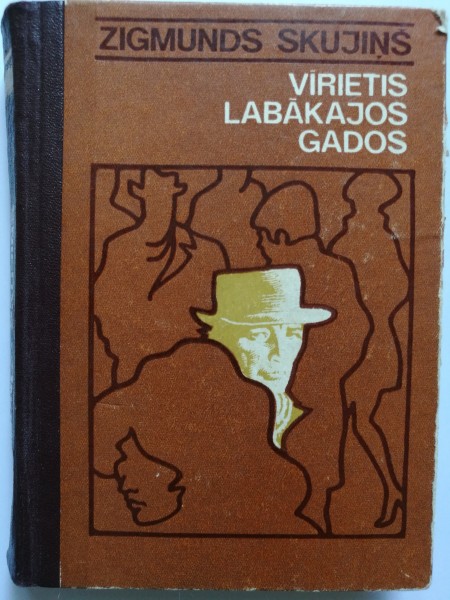 ZIGMUNDS SKUJIŅŠ
VĪRIETIS
LABĀKAJOS
GADOS